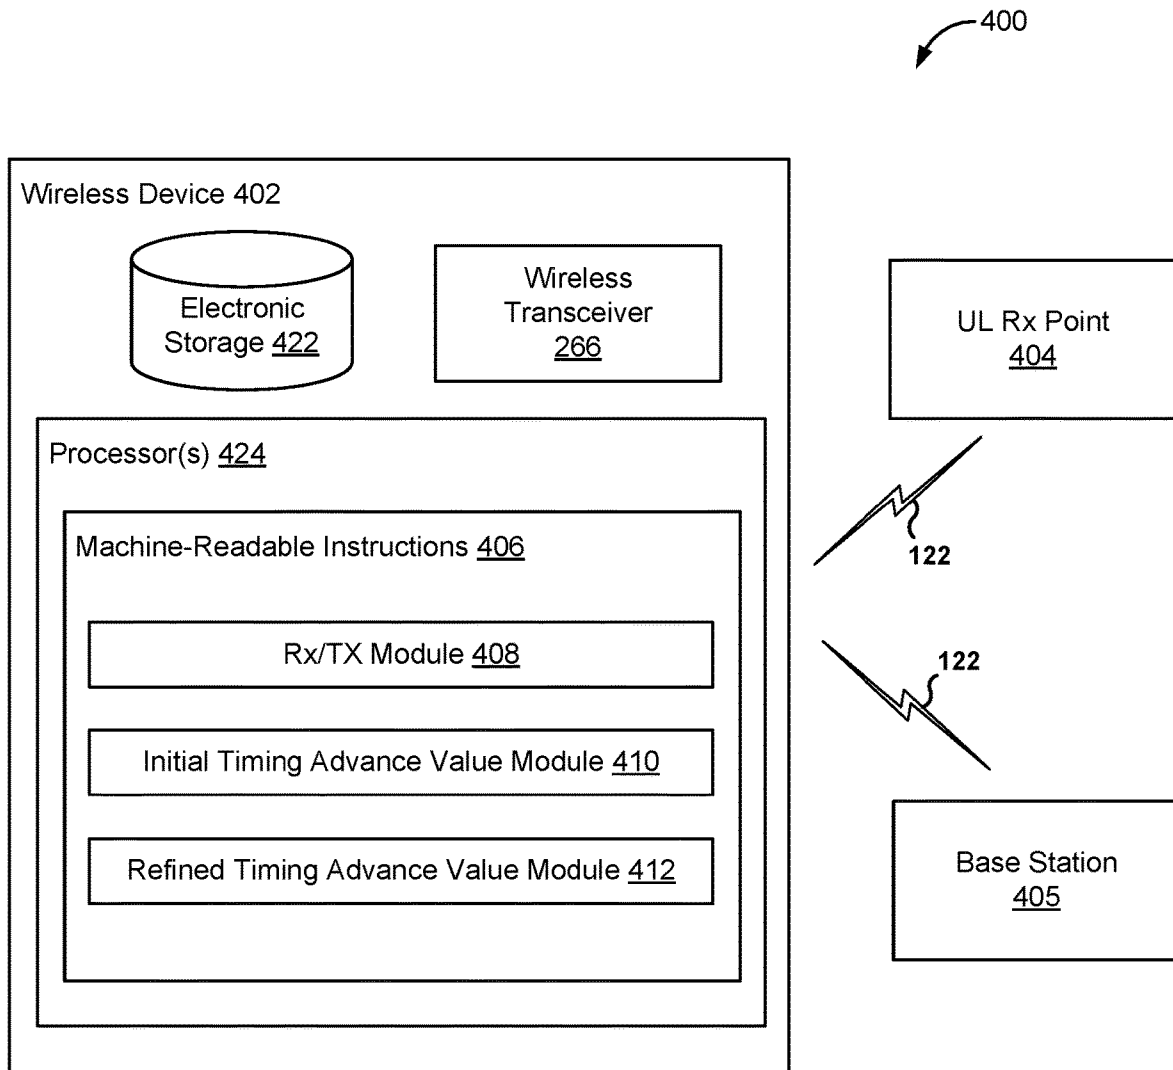 400
Wireless Device 402
Electronic
Storage 422
Wireless
Transceiver
266
UL Rx Point
404
Processor(s) 424
Machine-Readable Instructions 406
122
Rx/TX Module 408
122
Initial Timing Advance Value Module 410
Refined Timing Advance Value Module 412
Base Station
405